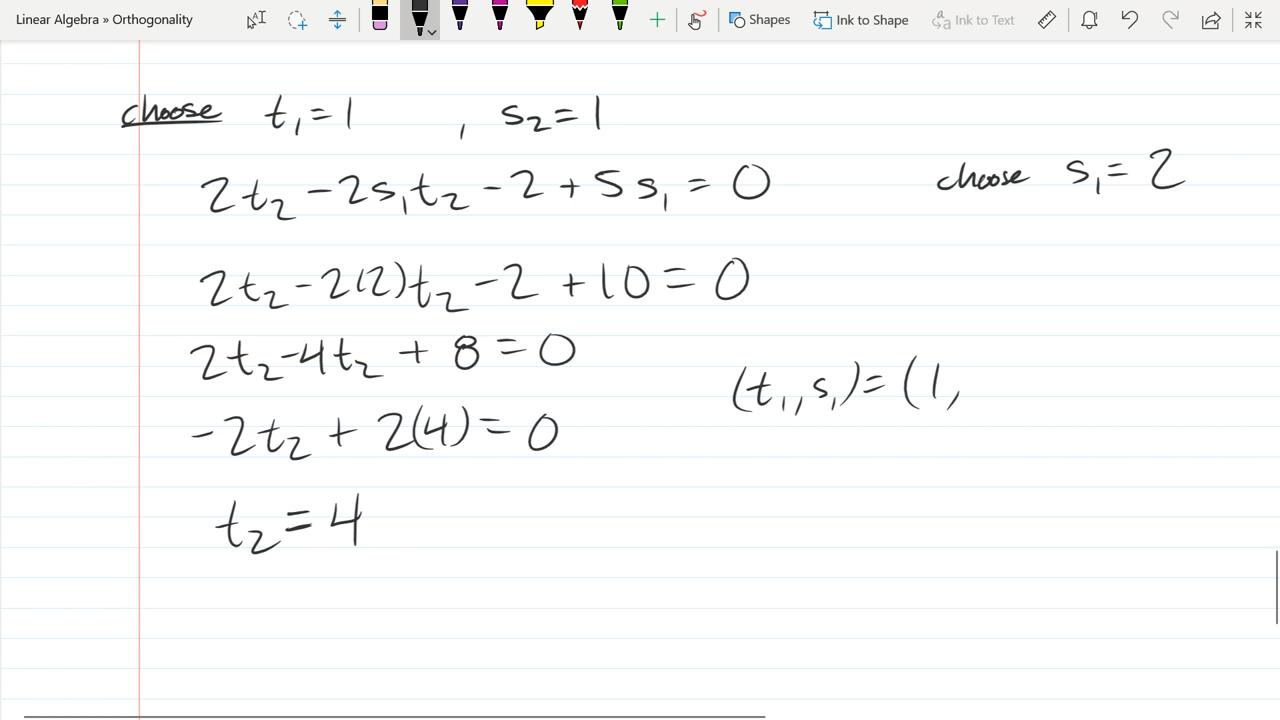 Linear Algebra » Orthogonality
Shapes
Ink to Shape
Ink to Text
choose t₁ = 1 , s₂ = 1
2t₂ - 2s₁t₂ - 2 + 5s₁ = 0
choose s₁ = 2
2t₂ - 2(2)t₂ - 2 + 10 = 0
2t₂ - 4t₂ + 8 = 0
(t₁, s₁) = (1,
-2t₂ + 2(4) = 0
t₂ = 4